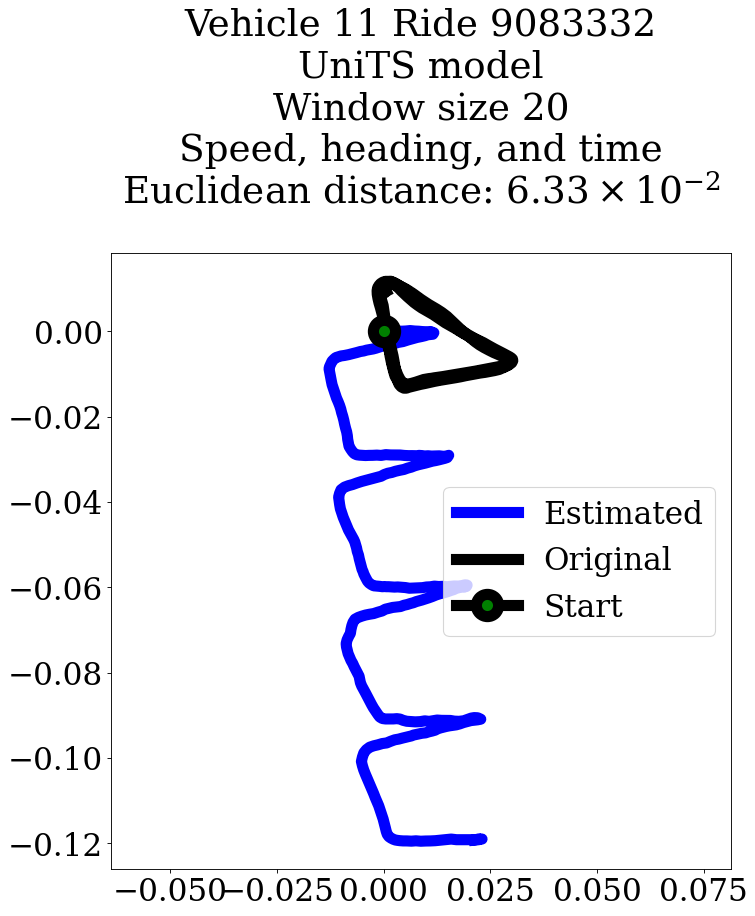 Vehicle 11 Ride 9083332
UniTS model
Window size 20
Speed, heading, and time
Euclidean distance: 6.33 × 10⁻²
0.00
−0.02
−0.04
−0.06
−0.08
−0.10
−0.12
Estimated
Original
Start
−0.050 −0.025 0.000 0.025 0.050 0.075